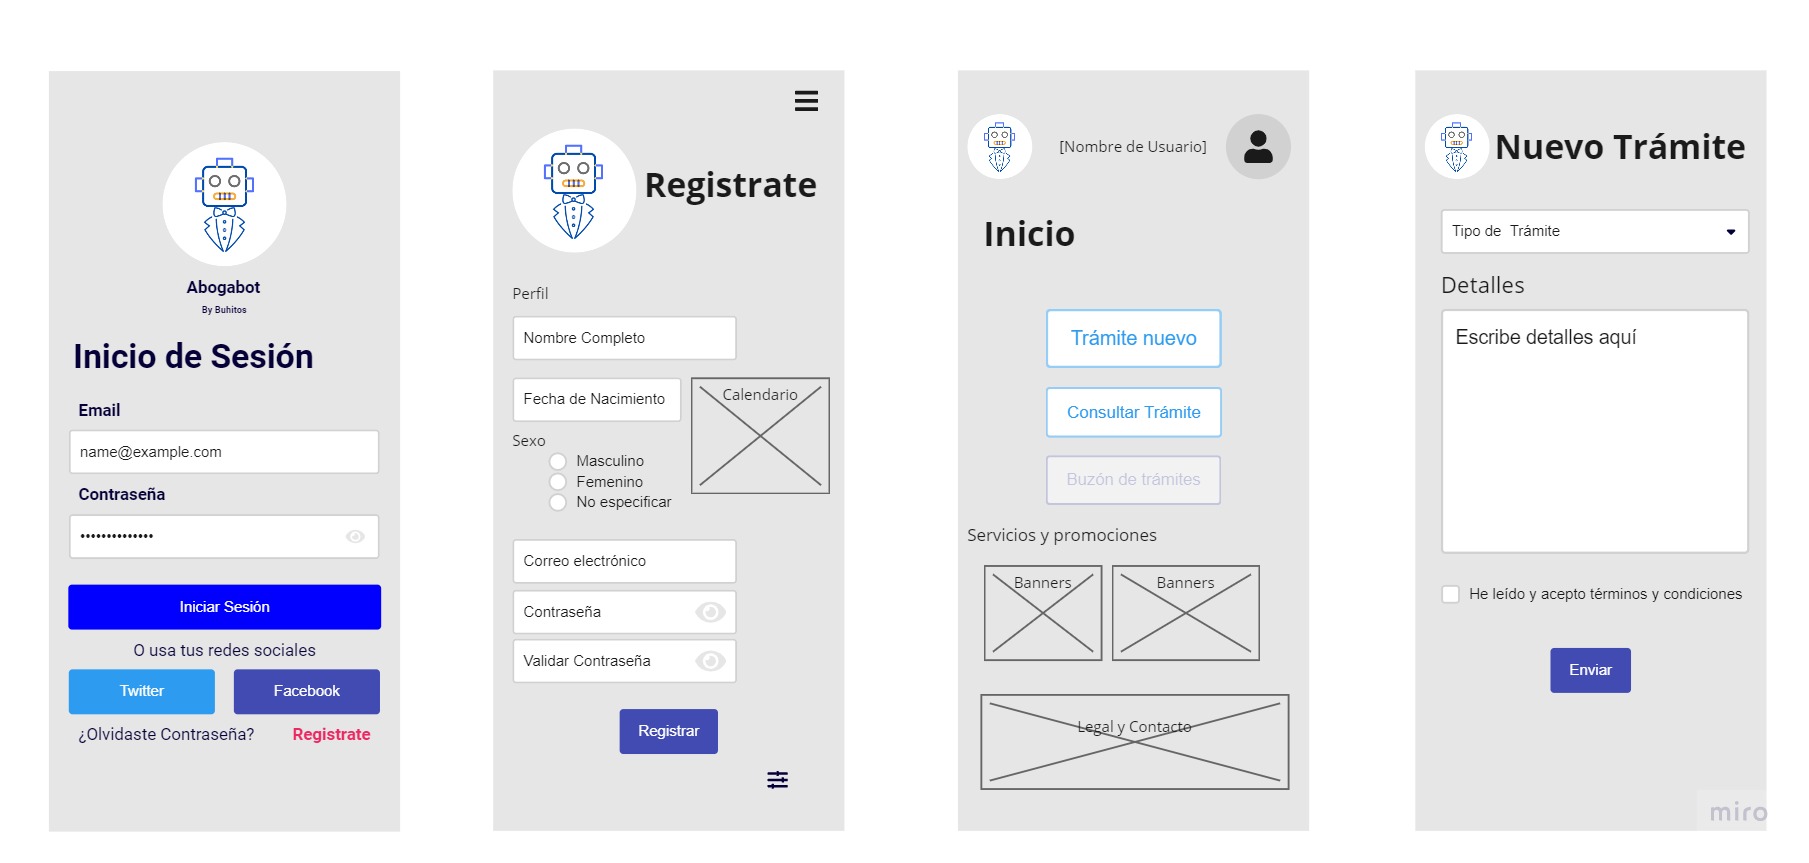 Abogabot
By Buhitos
Inicio de Sesión
Email
name@example.com
Contraseña
••••••••••••••
Iniciar Sesión
O usa tus redes sociales
Twitter
Facebook
¿Olvidaste Contraseña?
Registrate
Registrate
Perfil
Nombre Completo
Fecha de Nacimiento
Calendario
Sexo
Masculino
Femenino
No especificar
Correo electrónico
Contraseña
Validar Contraseña
Registrar
[Nombre de Usuario]
Inicio
Trámite nuevo
Consultar Trámite
Buzón de trámites
Servicios y promociones
Banners
Banners
Legal y Contacto
Nuevo Trámite
Tipo de  Trámite
Detalles
Escribe detalles aquí
He leído y acepto términos y condiciones
Enviar
miro